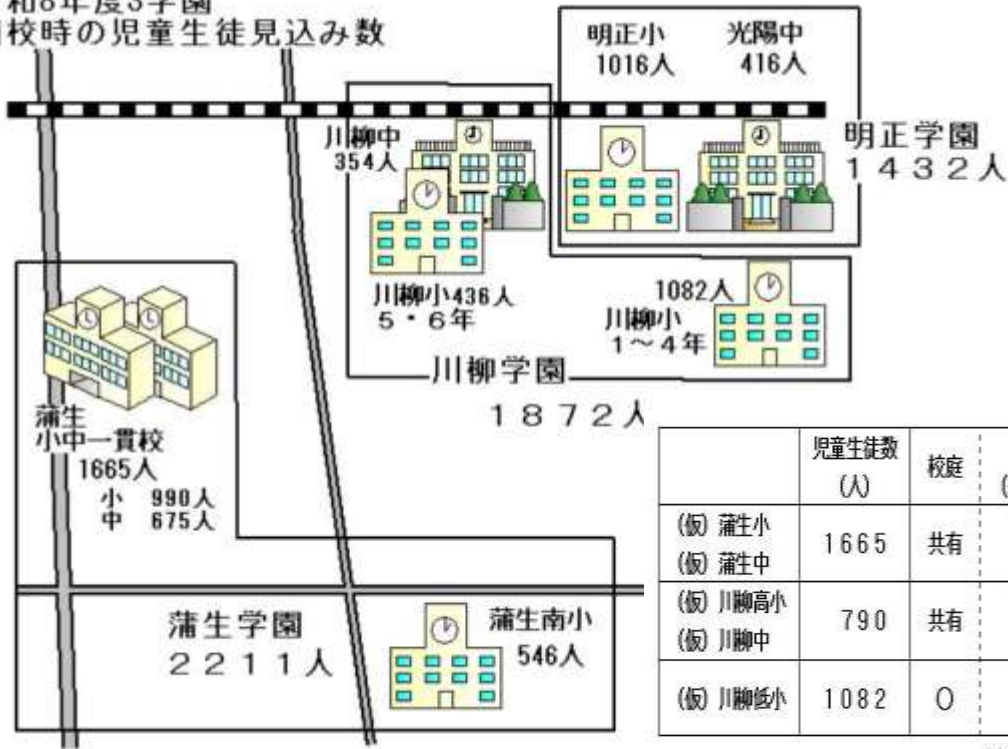 和8年度3学園
校時の児童生徒見込み数
明正小
1016人
光陽中
416人
明正学園
1432人
川柳中
354人
川柳小436人
5・6年
1082人
川柳小
1～4年
川柳学園
1872人
蒲生
小中一貫校
1665人
小 990人
中 675人
蒲生学園
2211人
蒲生南小
546人
児童生徒数
(人)
校庭
(仮) 蒲生小
(仮) 蒲生中
1665
共有
(仮) 川柳高小
(仮) 川柳中
790
共有
(仮) 川柳低小
1082
○